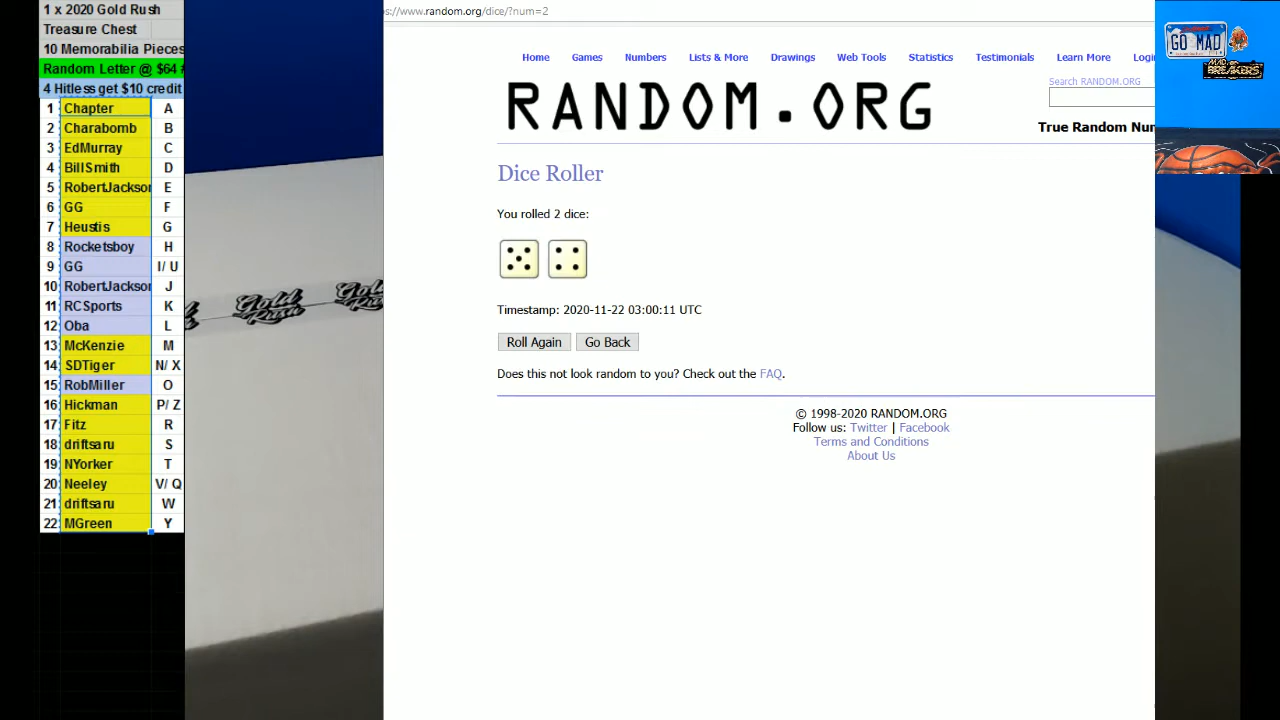 1 x 2020 Gold Rush
Treasure Chest
10 Memorabilia Pieces
Random Letter @ $64
4 Hitless get $10 credit
1 Chapter A
2 Charabomb B
3 EdMurray C
4 BillSmith D
5 RobertJackson E
6 GG F
7 Heustis G
8 Rocketsboy H
9 GG I/ U
10 RobertJackson J
11 RCSports K
12 Oba L
13 McKenzie M
14 SDTiger N/ X
15 RobMiller O
16 Hickman P/ Z
17 Fitz R
18 driftsaru S
19 NYorker T
20 Neeley V/ Q
21 driftsaru W
22 MGreen Y
Gold Rush
Gold Rush
s://www.random.org/dice/?num=2
Home Games Numbers Lists & More Drawings Web Tools Statistics Testimonials Learn More Login
Search RANDOM.ORG
RANDOM.ORG
True Random Num
Dice Roller
You rolled 2 dice:
Timestamp: 2020-11-22 03:00:11 UTC
Roll Again Go Back
Does this not look random to you? Check out the FAQ.
© 1998-2020 RANDOM.ORG
Follow us: Twitter | Facebook
Terms and Conditions
About Us
GO MAD
MAD
BREAKERS